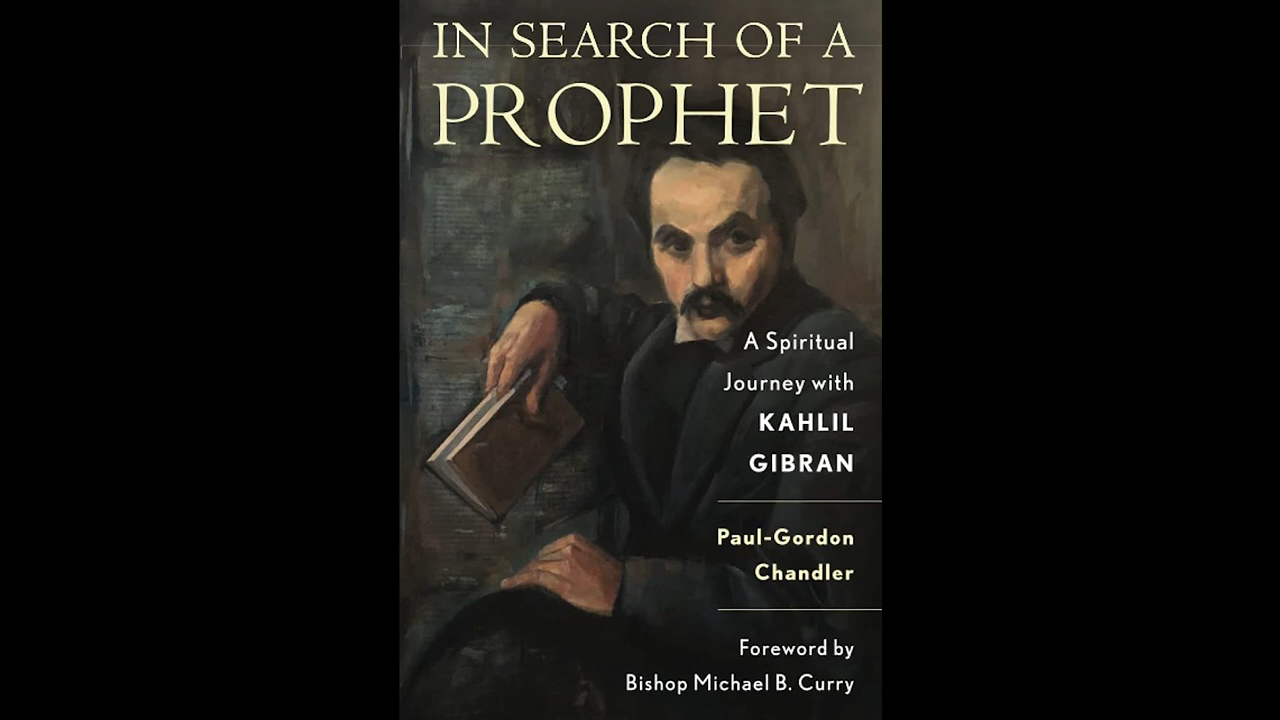 IN SEARCH OF A
PROPHET
A Spiritual
Journey with
KAHLIL
GIBRAN
Paul-Gordon
Chandler
Foreword by
Bishop Michael B. Curry